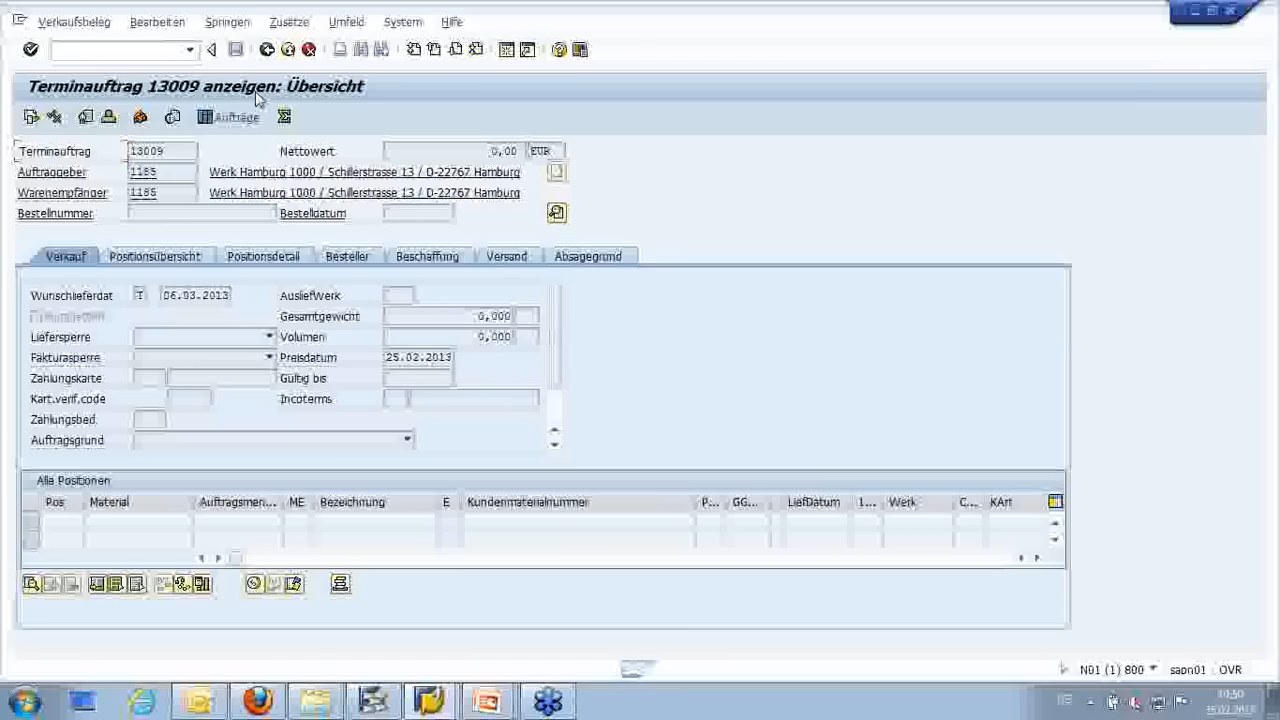 Verkaufsbeleg Bearbeiten Springen Zusätze Umfeld System Hilfe
Terminauftrag 13009 anzeigen: Übersicht
Aufträge
Terminauftrag 13009 Nettowert 0,00 EUR
Auftraggeber 1185 Werk Hamburg 1000 / Schillerstrasse 13 / D-22767 Hamburg
Warenempfänger 1185 Werk Hamburg 1000 / Schillerstrasse 13 / D-22767 Hamburg
Bestellnummer Bestelldatum
Verkauf Positionsübersicht Positionsdetail Besteller Beschaffung Versand Absagegrund
Wunschlieferdat T 06.03.2013 AusliefWerk
Gesamtgewicht 0,000
Liefersperre Volumen 0,000
Fakturasperre Preisdatum 25.02.2013
Zahlungskarte Gültig bis
Kart.verif.code Incoterms
Zahlungsbed.
Auftragsgrund
Alle Positionen
Pos Material Auftragsmen... ME Bezeichnung E Kundenmaterialnummer P... GG... LiefDatum 1... Werk C... KArt
N01 (1) 800 sapn01 OVR
DE